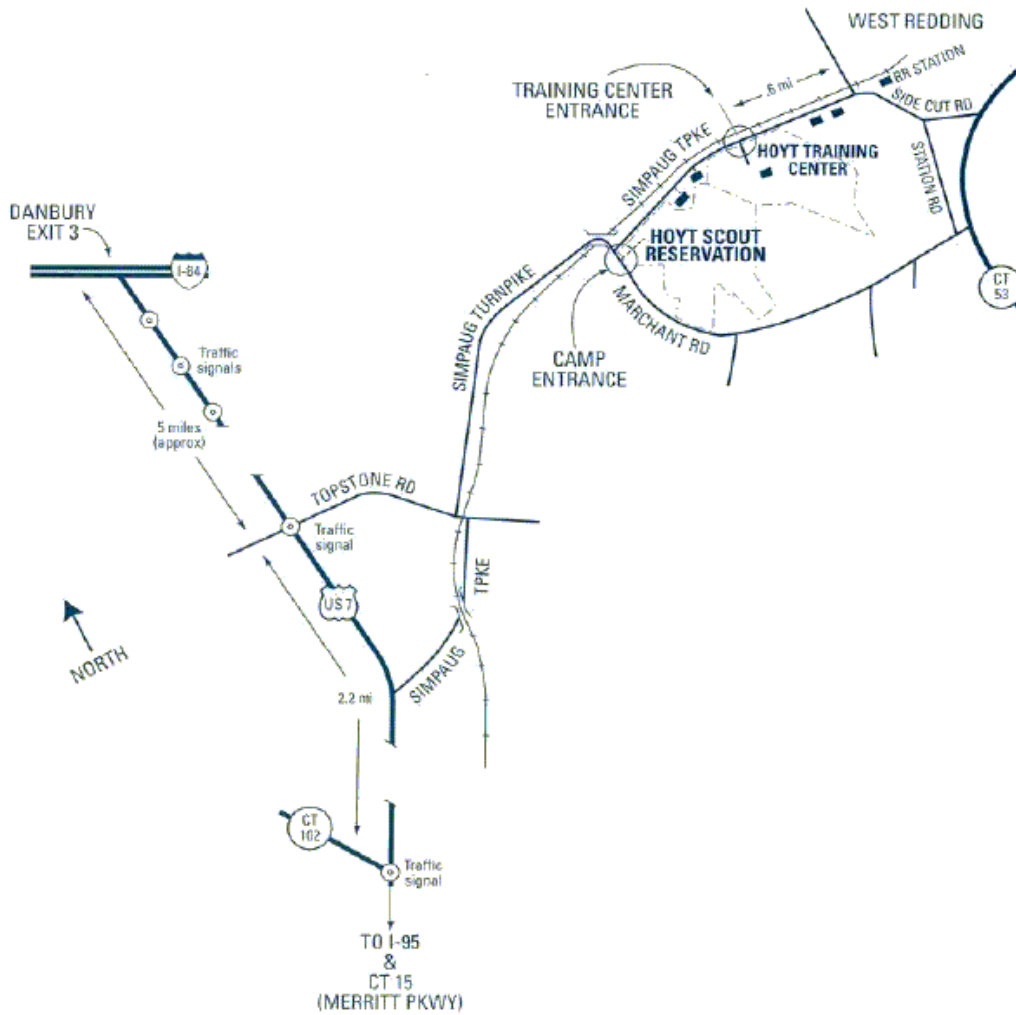 WEST REDDING
RR STATION
.6 mi
TRAINING CENTER
ENTRANCE
SIDE CUT RD
SIMPAUG TPKE
HOYT TRAINING
CENTER
STATION RD
DANBURY
EXIT 3
I-84
HOYT SCOUT
RESERVATION
CT
53
SIMPAUG TURNPIKE
MARCHANT RD
Traffic
signals
CAMP
ENTRANCE
5 miles
(approx)
TOPSTONE RD
Traffic
signal
TPKE
US 7
NORTH
SIMPAUG
2.2 mi
CT
102
Traffic
signal
TO I-95
&
CT 15
(MERRITT PKWY)